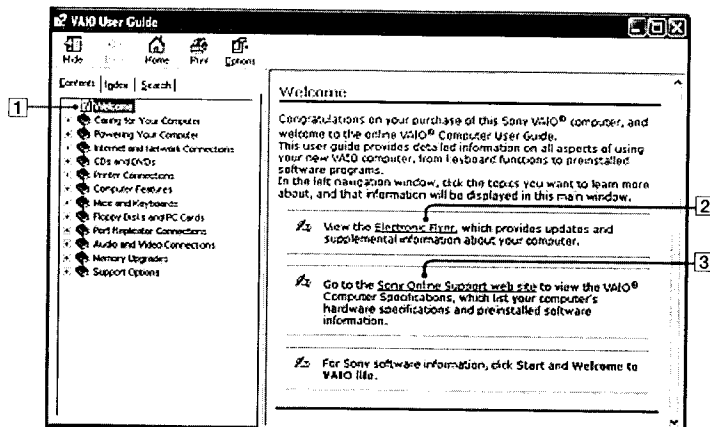 VAIO User Guide
Hide
Home
Print
Options
Contents | Index | Search |
1
Welcome
Caring for Your Computer
Powering Your Computer
Internet and Network Connections
CDs and DVDs
Printer Connections
Computer Features
Mice and Keyboards
Floppy Disks and PC Cards
Port Replicator Connections
Audio and Video Connections
Memory Upgrades
Support Options
Welcome
Congratulations on your purchase of this Sony VAIO® computer, and
welcome to the online VAIO® Computer User Guide.
This user guide provides detailed information on all aspects of using
your new VAIO computer, from keyboard functions to preinstalled
software programs.
In the left navigation window, click the topics you want to learn more
about, and that information will be displayed in this main window.
2
View the Electronic Flyer, which provides updates and
supplemental information about your computer.
3
Go to the Sony Online Support web site to view the VAIO®
Computer Specifications, which list your computer's
hardware specifications and preinstalled software
information.
For Sony software information, click Start and Welcome to
VAIO life.